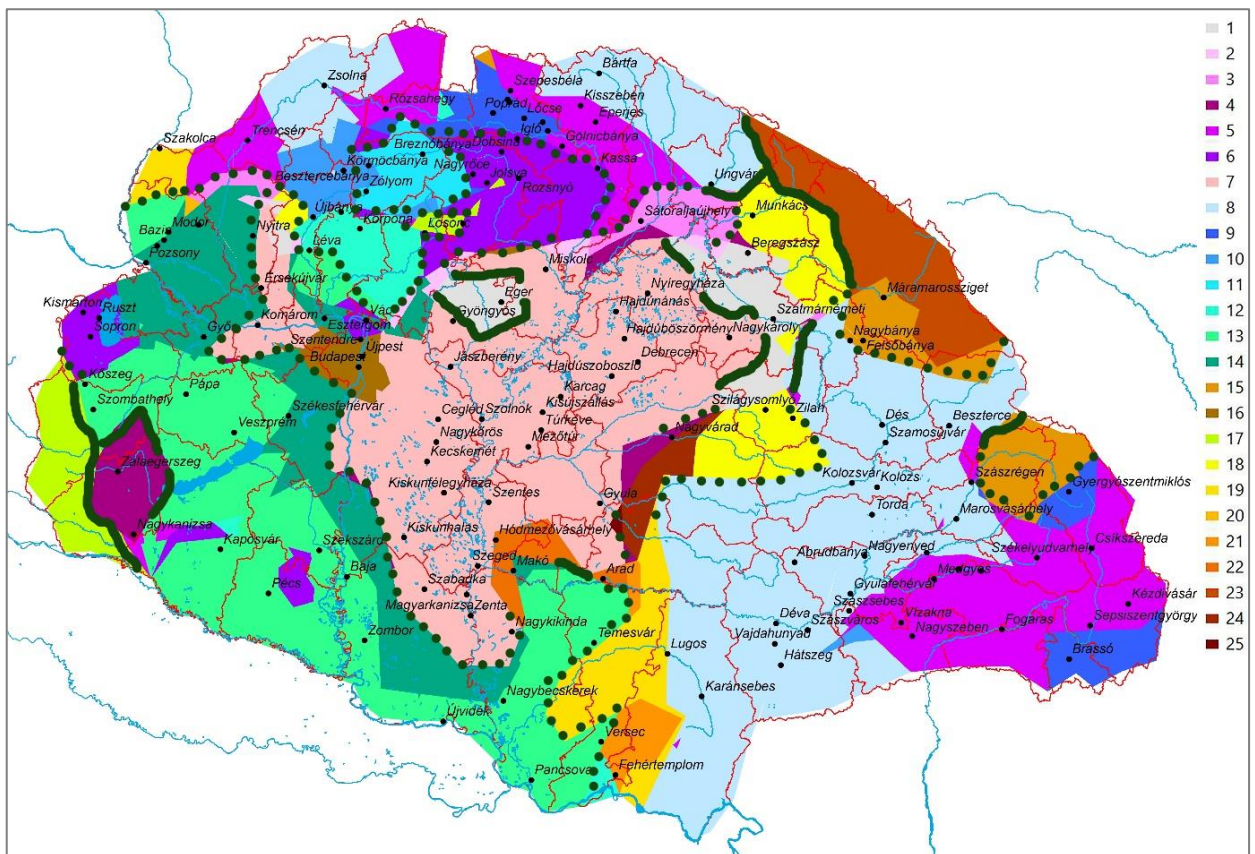 1
2
3
4
5
6
7
8
9
10
11
12
13
14
15
16
17
18
19
20
21
22
23
24
25
Bártfa
Zsolna
Szepesbéla
Rózsahegy
Poprád
Lőcse
Kisszeben
Eperjes
Igló
Gölnicbánya
Trencsén
Szakolca
Breznóbánya
Dobsina
Körmöcbánya
Nagyrőce
Kassa
Besztercebánya
Zólyom
Jolsva
Rozsnyó
Ungvár
Újbánya
Korpona
Losonc
Sátoraljaújhely
Munkács
Modor
Bazin
Nyitra
Pozsony
Léva
Beregszász
Miskolc
Érsekújvár
Eger
Nyíregyháza
Máramarossziget
Kismarton
Ruszt
Sopron
Komárom
Vác
Gyöngyös
Hajdúnánás
Szatmárnémeti
Győr
Esztergom
Szentendre
Újpest
Budapest
Hajdúböszörmény
Nagykároly
Nagybánya
Felsőbánya
Jászberény
Hajdúszoboszló
Debrecen
Kőszeg
Pápa
Szombathely
Karcag
Kisújszállás
Szilágysomlyó
Zilah
Székesfehérvár
Veszprém
Cegléd
Szolnok
Túrkeve
Dés
Beszterce
Szamosújvár
Nagykőrös
Mezőtúr
Nagyvárad
Kecskemét
Zalaegerszeg
Kolozsvár
Kolozs
Szászrégen
Gyergyószentmiklós
Kiskunfélegyháza
Szentes
Gyula
Torda
Marosvásárhely
Nagykanizsa
Kaposvár
Szekszárd
Kiskunhalas
Hódmezővásárhely
Abrudbánya
Nagyenyed
Székelyudvarhely
Csíkszereda
Szeged
Makó
Arad
Medgyes
Pécs
Baja
Szabadka
Gyulafehérvár
Szászsebes
Kézdivásár
Magyarkanizsa
Zenta
Déva
Szászváros
Vízakna
Fogaras
Sepsiszentgyörgy
Zombor
Nagykikinda
Temesvár
Lugos
Vajdahunyad
Nagyszeben
Hátszeg
Brassó
Nagybecskerek
Karánsebes
Újvidék
Versec
Pancsova
Fehértemplom